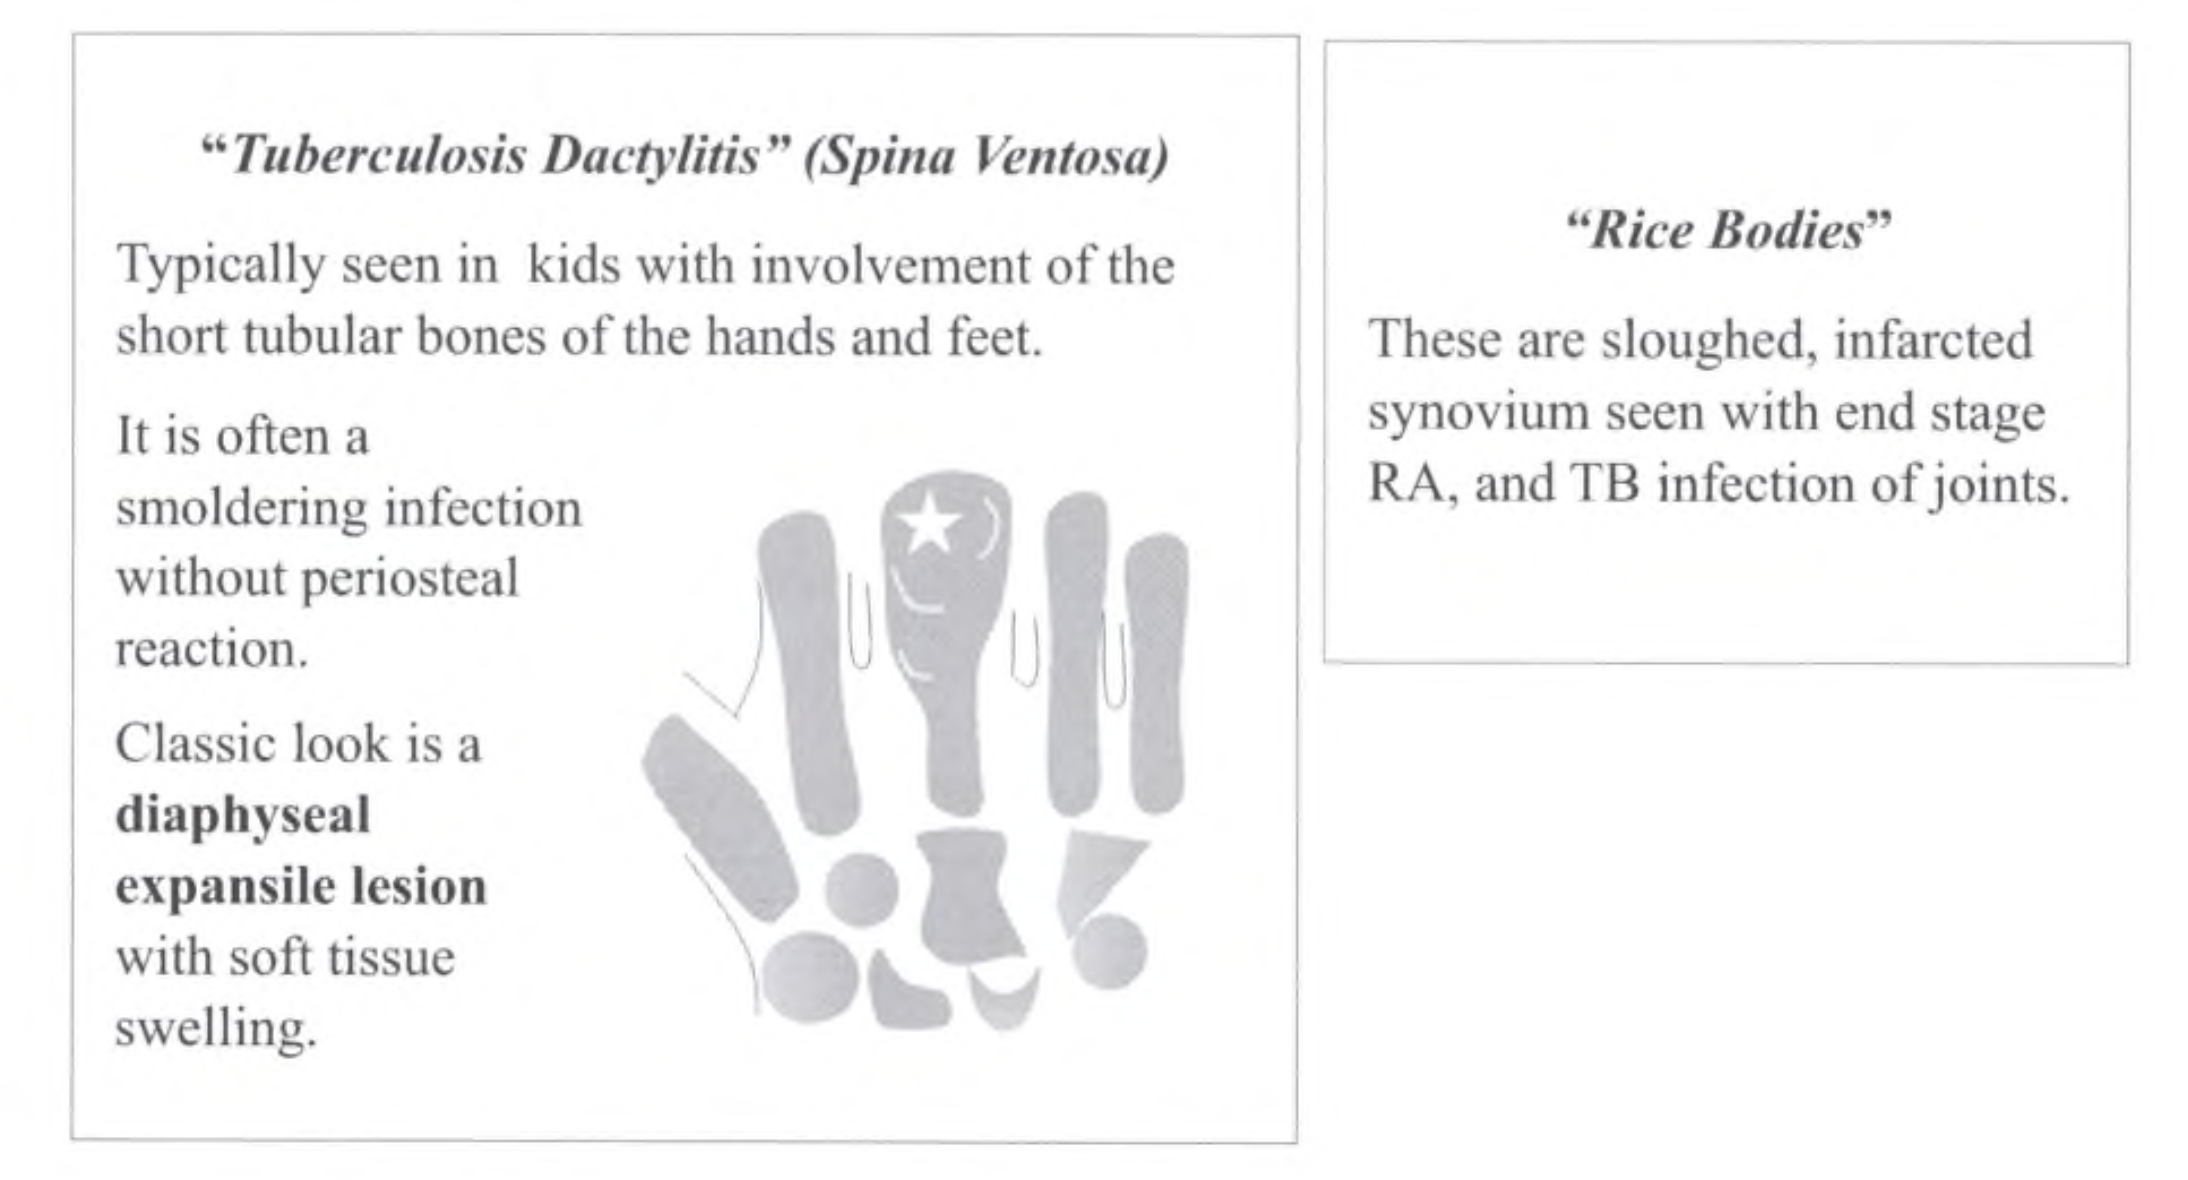 “Tuberculosis Dactylitis” (Spina Ventosa)
Typically seen in kids with involvement of the
short tubular bones of the hands and feet.
It is often a
smoldering infection
without periosteal
reaction.
Classic look is a
diaphyseal
expansile lesion
with soft tissue
swelling.
“Rice Bodies”
These are sloughed, infarcted
synovium seen with end stage
RA, and TB infection of joints.